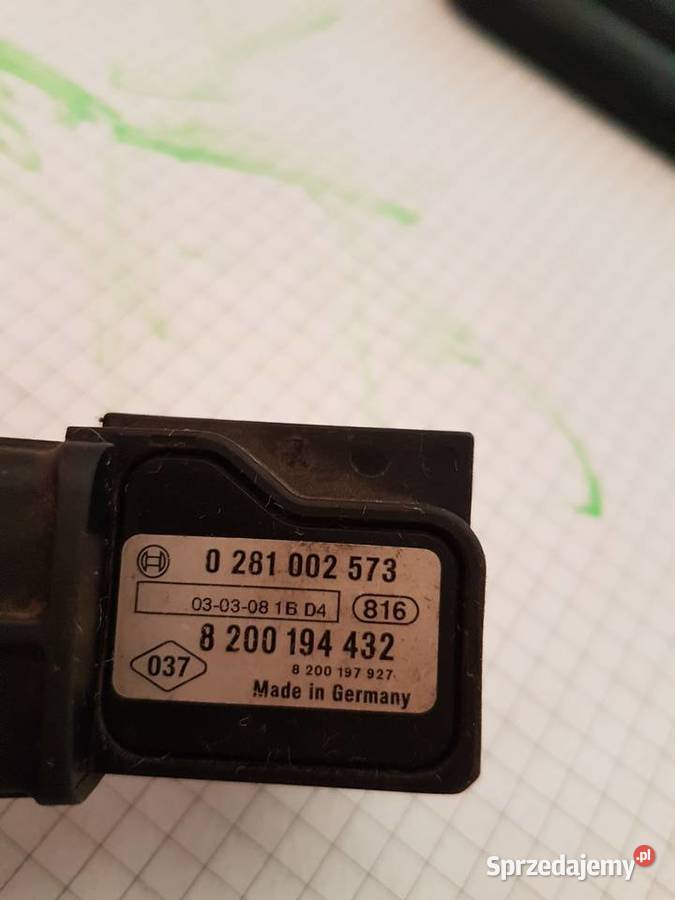 0 281 002 573
03-03-08 1B D4 816
8 200 194 432
037 8 200 197 927
Made in Germany
Sprzedajemy.pl